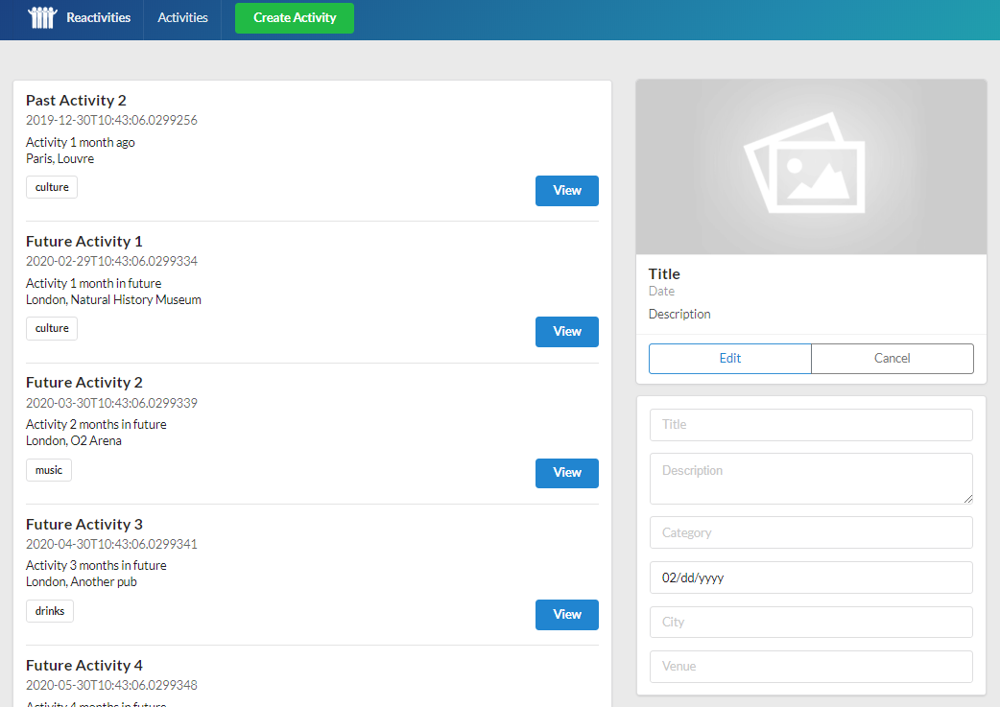 Reactivities Activities Create Activity
Past Activity 2
2019-12-30T10:43:06.0299256
Activity 1 month ago
Paris, Louvre
culture
View
Future Activity 1
2020-02-29T10:43:06.0299334
Activity 1 month in future
London, Natural History Museum
culture
View
Future Activity 2
2020-03-30T10:43:06.0299339
Activity 2 months in future
London, O2 Arena
music
View
Future Activity 3
2020-04-30T10:43:06.0299341
Activity 3 months in future
London, Another pub
drinks
View
Future Activity 4
2020-05-30T10:43:06.0299348
Activity 4 months in future
Title
Date
Description
Edit Cancel
Title
Description
Category
02/dd/yyyy
City
Venue